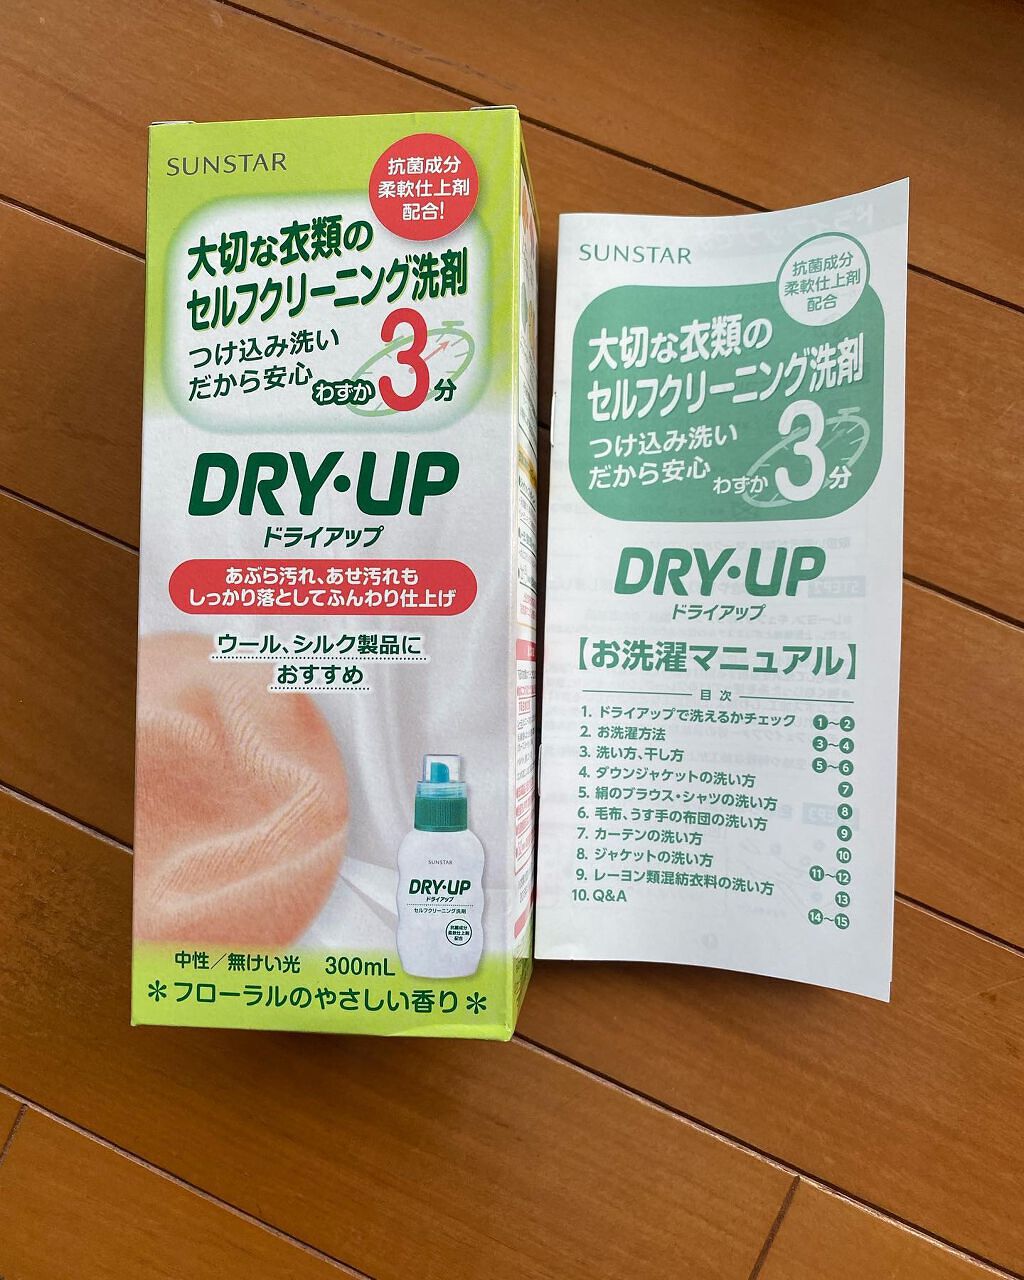 SUNSTAR
抗菌成分
柔軟仕上剤
配合!
大切な衣類の
セルフクリーニング洗剤
つけ込み洗い
だから安心
わずか3分
DRY・UP
ドライアップ
あぶら汚れ、あせ汚れも
しっかり落としてふんわり仕上げ
ウール、シルク製品に
おすすめ
SUNSTAR
DRY・UP
ドライアップ
セルフクリーニング洗剤
抗菌成分
柔軟仕上剤
配合
中性/無けい光 300mL
＊フローラルのやさしい香り＊
SUNSTAR
抗菌成分
柔軟仕上剤
配合
大切な衣類の
セルフクリーニング洗剤
つけ込み洗い
だから安心
わずか3分
DRY・UP
ドライアップ
【お洗濯マニュアル】
目次
1. ドライアップで洗えるかチェック ①〜②
2. お洗濯方法 ③〜④
3. 洗い方、干し方 ⑤〜⑥
4. ダウンジャケットの洗い方 ⑦
5. 絹のブラウス・シャツの洗い方 ⑧
6. 毛布、うす手の布団の洗い方 ⑨
7. カーテンの洗い方 ⑩
8. ジャケットの洗い方 ⑪〜⑫
9. レーヨン類混紡衣料の洗い方 ⑬
10. Q&A ⑭〜⑮